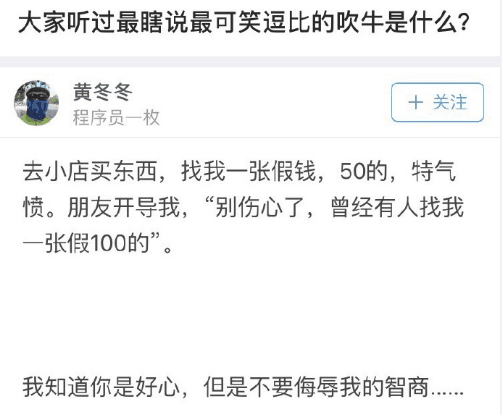 大家听过最瞎说最可笑逗比的吹牛是什么?
黄冬冬
程序员一枚
+ 关注
去小店买东西，找我一张假钱，50的，特气
愤。朋友开导我，“别伤心了，曾经有人找我
一张假100的”。
我知道你是好心，但是不要侮辱我的智商......